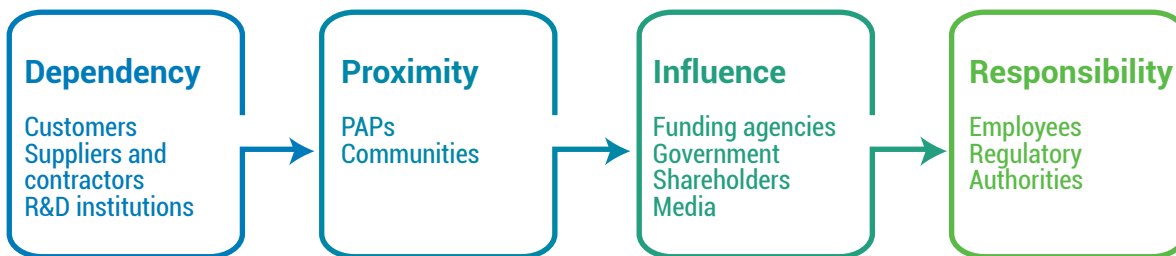 Dependency
Customers
Suppliers and
contractors
R&D institutions
Proximity
PAPs
Communities
Influence
Funding agencies
Government
Shareholders
Media
Responsibility
Employees
Regulatory
Authorities